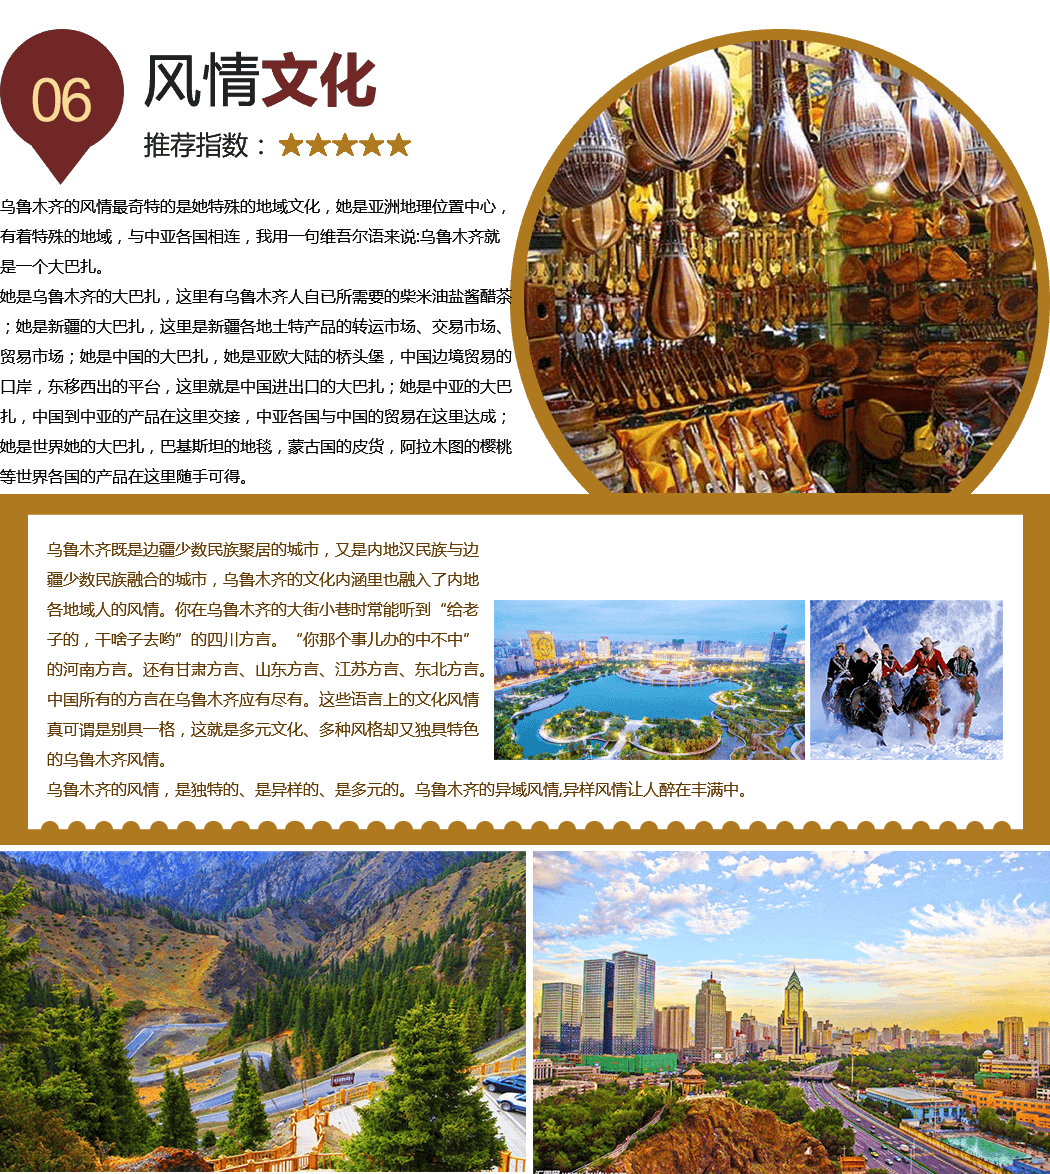 06
风情文化
推荐指数：★★★★★
乌鲁木齐的风情最奇特的是她特殊的地域文化，她是亚洲地理位置中心，
有着特殊的地域，与中亚各国相连，我用一句维吾尔语来说:乌鲁木齐就
是一个大巴扎。
她是乌鲁木齐的大巴扎，这里有乌鲁木齐人自已所需要的柴米油盐酱醋茶
；她是新疆的大巴扎，这里是新疆各地土特产品的转运市场、交易市场、
贸易市场；她是中国的大巴扎，她是亚欧大陆的桥头堡，中国边境贸易的
口岸，东移西出的平台，这里就是中国进出口的大巴扎；她是中亚的大巴
扎，中国到中亚的产品在这里交接，中亚各国与中国的贸易在这里达成；
她是世界她的大巴扎，巴基斯坦的地毯，蒙古国的皮货，阿拉木图的樱桃
等世界各国的产品在这里随手可得。
乌鲁木齐既是边疆少数民族聚居的城市，又是内地汉民族与边
疆少数民族融合的城市，乌鲁木齐的文化内涵里也融入了内地
各地域人的风情。你在乌鲁木齐的大街小巷时常能听到“给老
子的，干啥子去哟”的四川方言。“你那个事儿办的中不中”
的河南方言。还有甘肃方言、山东方言、江苏方言、东北方言。
中国所有的方言在乌鲁木齐应有尽有。这些语言上的文化风情
真可谓是别具一格，这就是多元文化、多种风格却又独具特色
的乌鲁木齐风情。
乌鲁木齐的风情，是独特的、是异样的、是多元的。乌鲁木齐的异域风情,异样风情让人醉在丰满中。